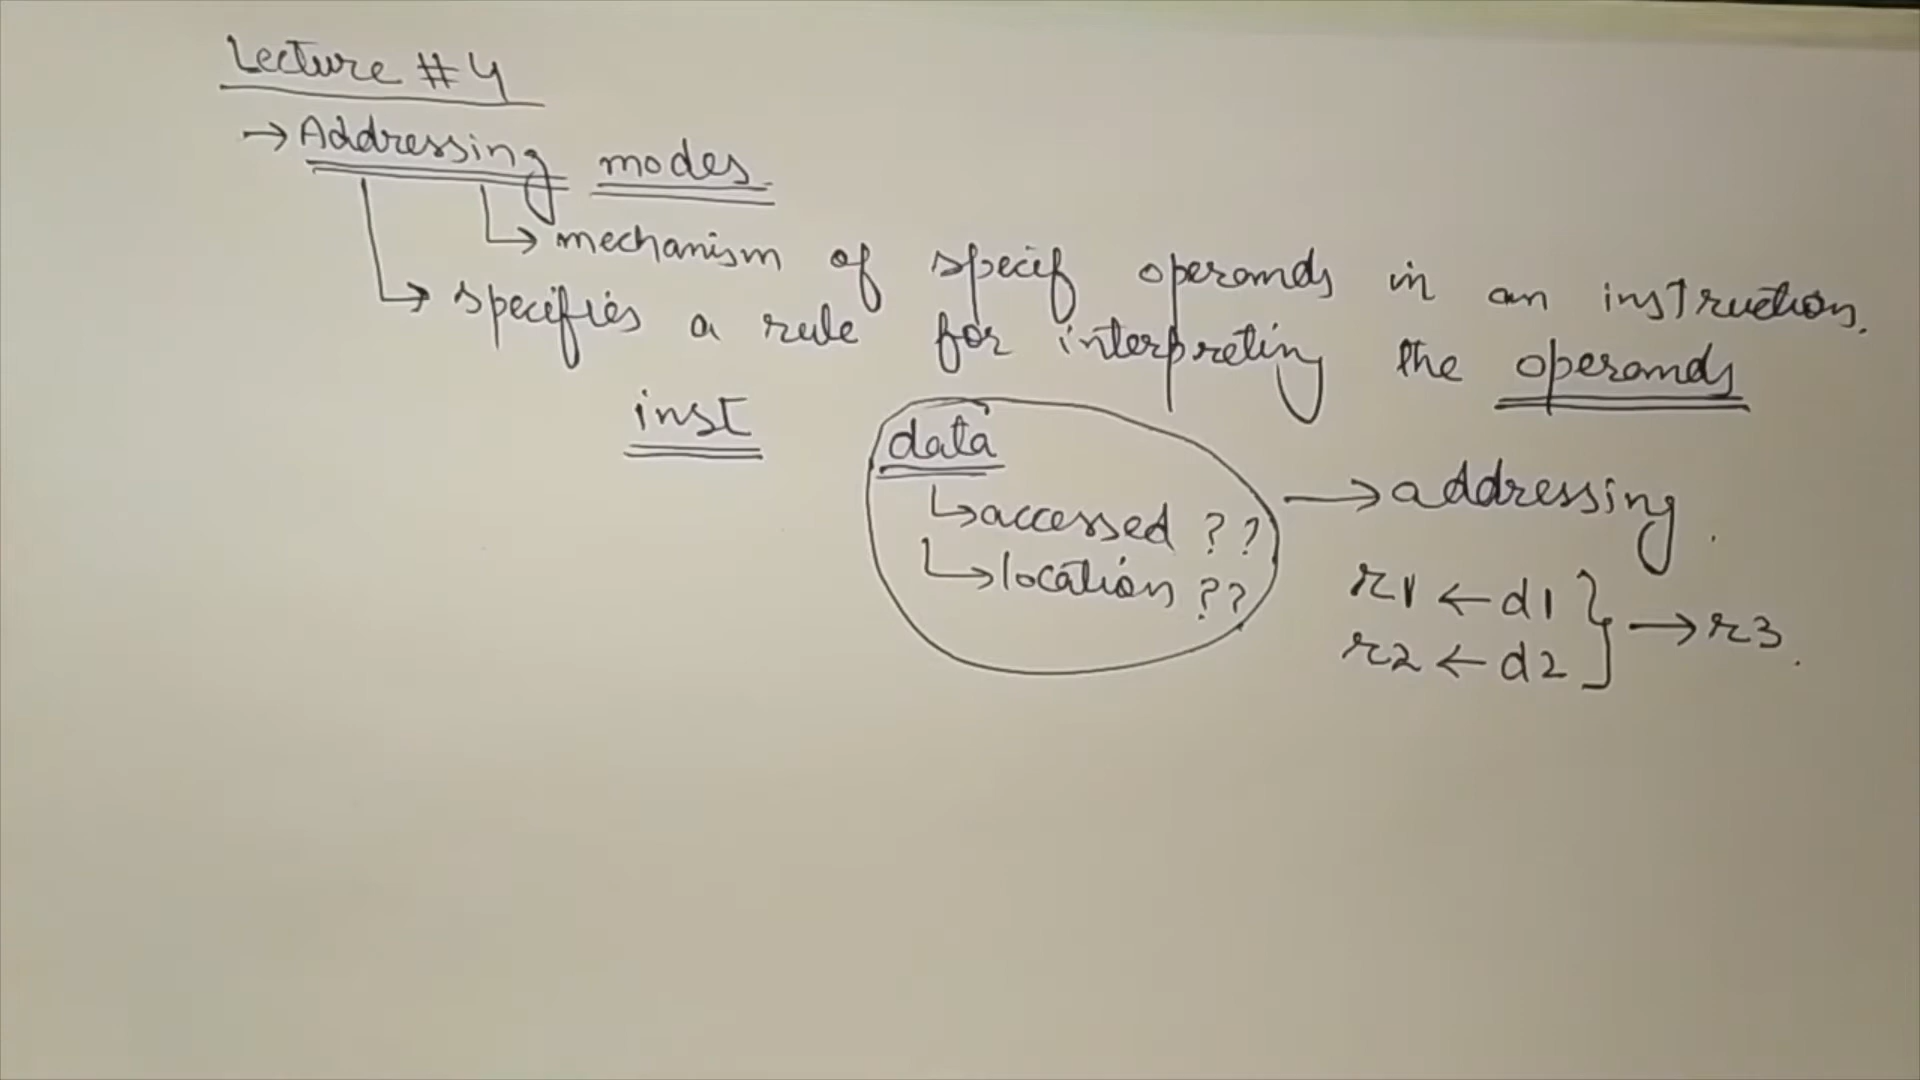 Lecture #4
→ Addressing modes
↳ mechanism of specif operands in an instruction.
↳ specifies a rule for interpreting the operands
inst
data
↳ accessed ??
↳ location ??
→ addressing.
r1 ← d1
r2 ← d2
} → r3.